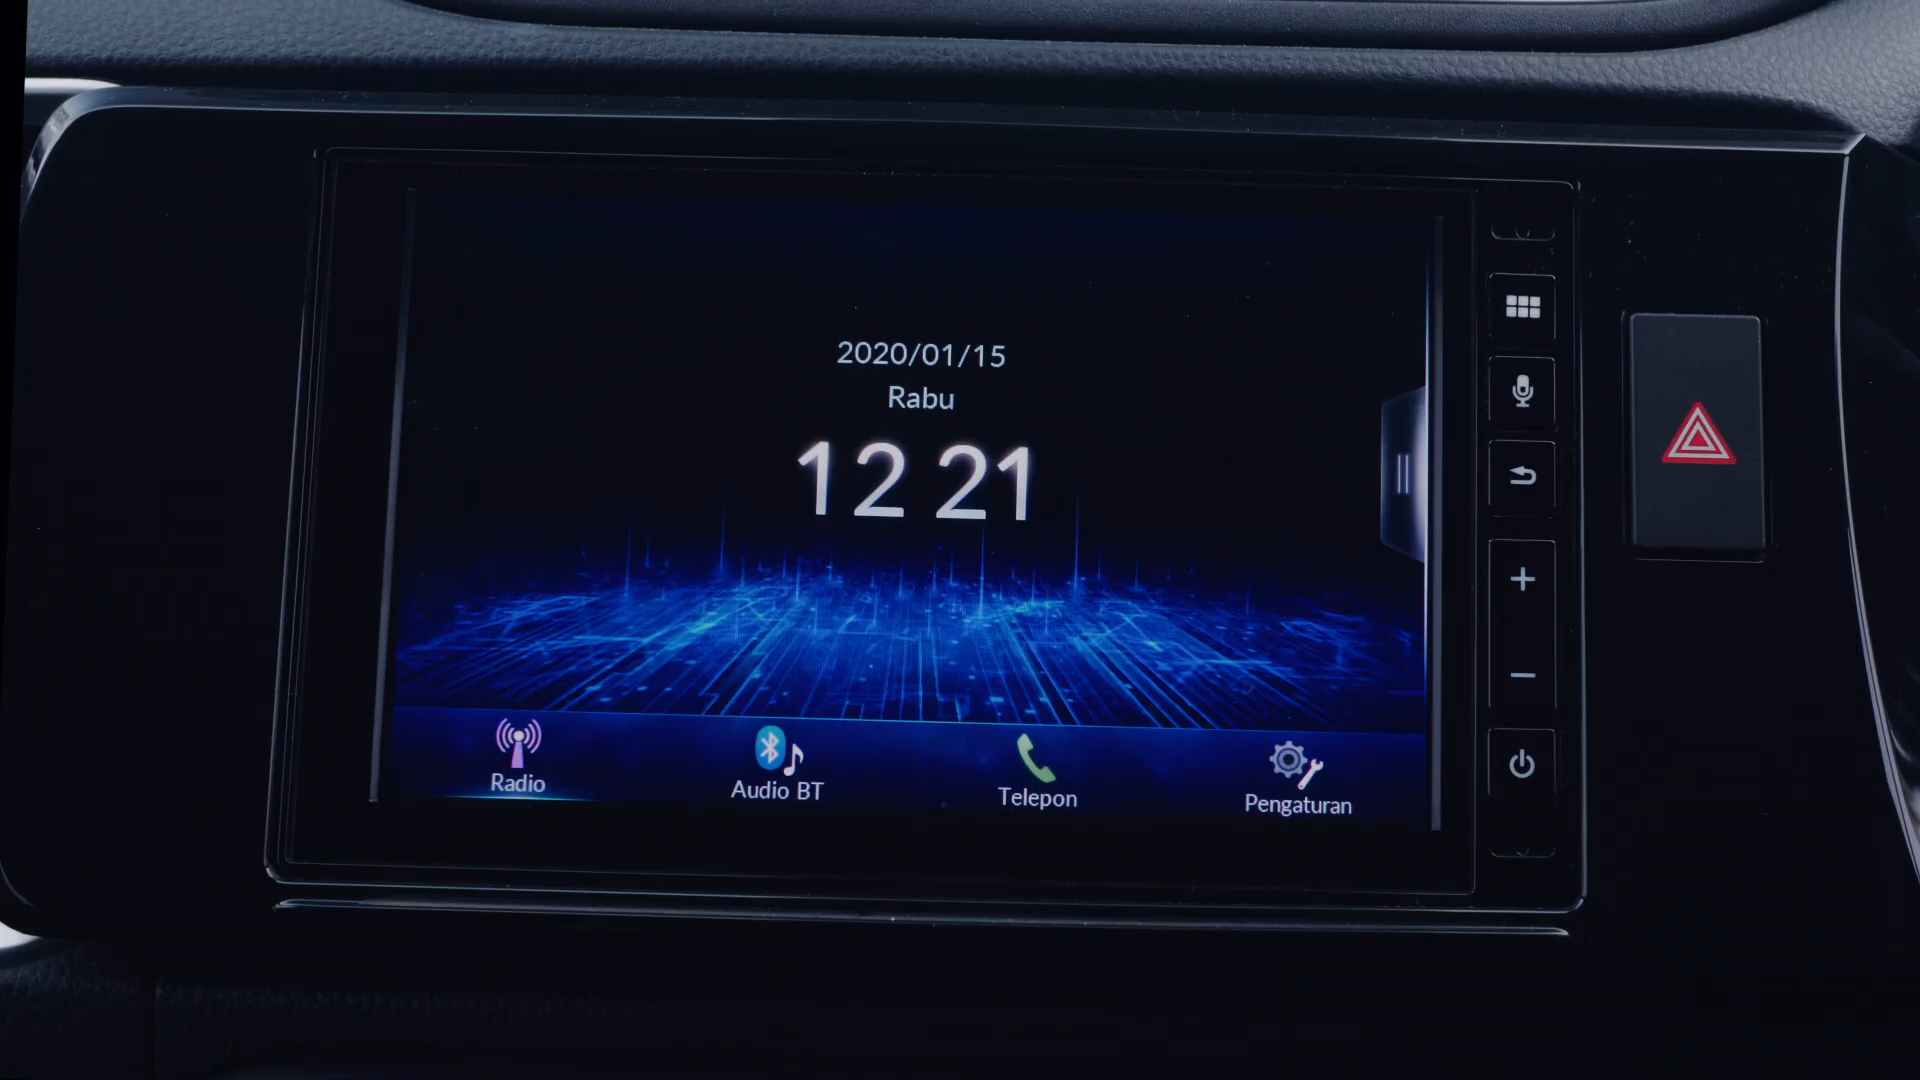 2020/01/15
Rabu
12 21
Radio
Audio BT
Telepon
Pengaturan